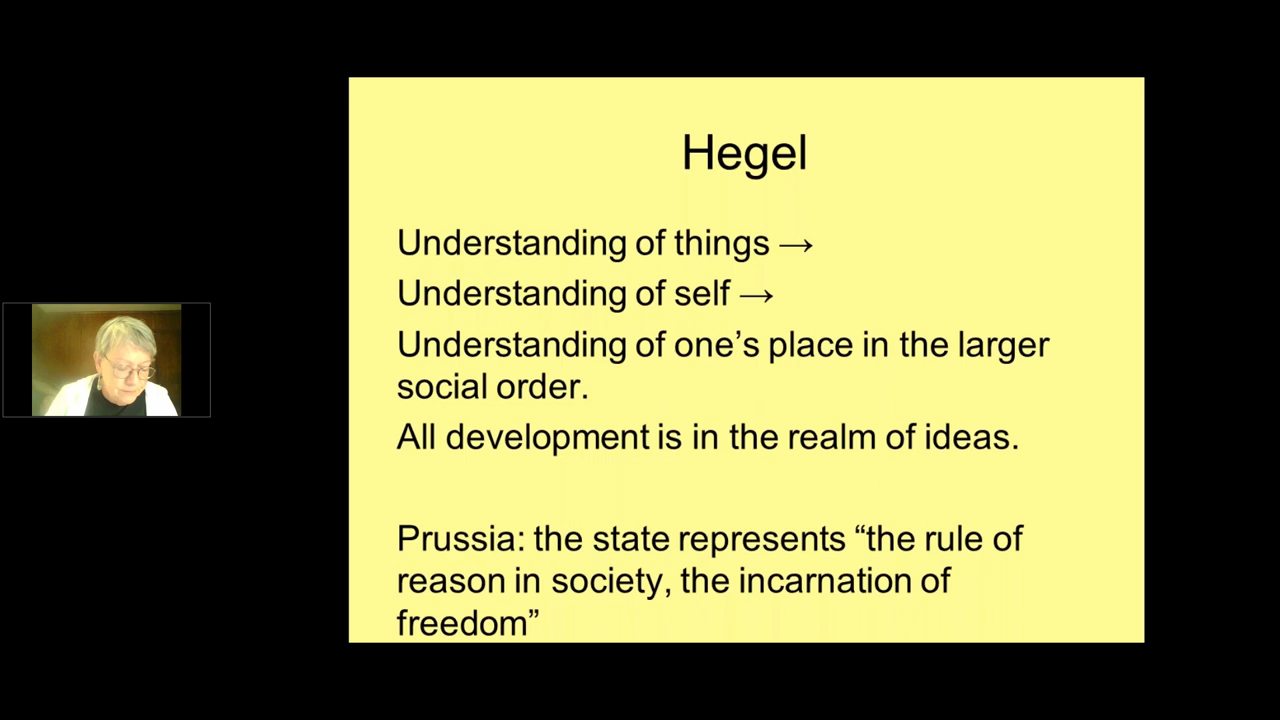 Hegel
Understanding of things →
Understanding of self →
Understanding of one’s place in the larger
social order.
All development is in the realm of ideas.
Prussia: the state represents “the rule of
reason in society, the incarnation of
freedom”